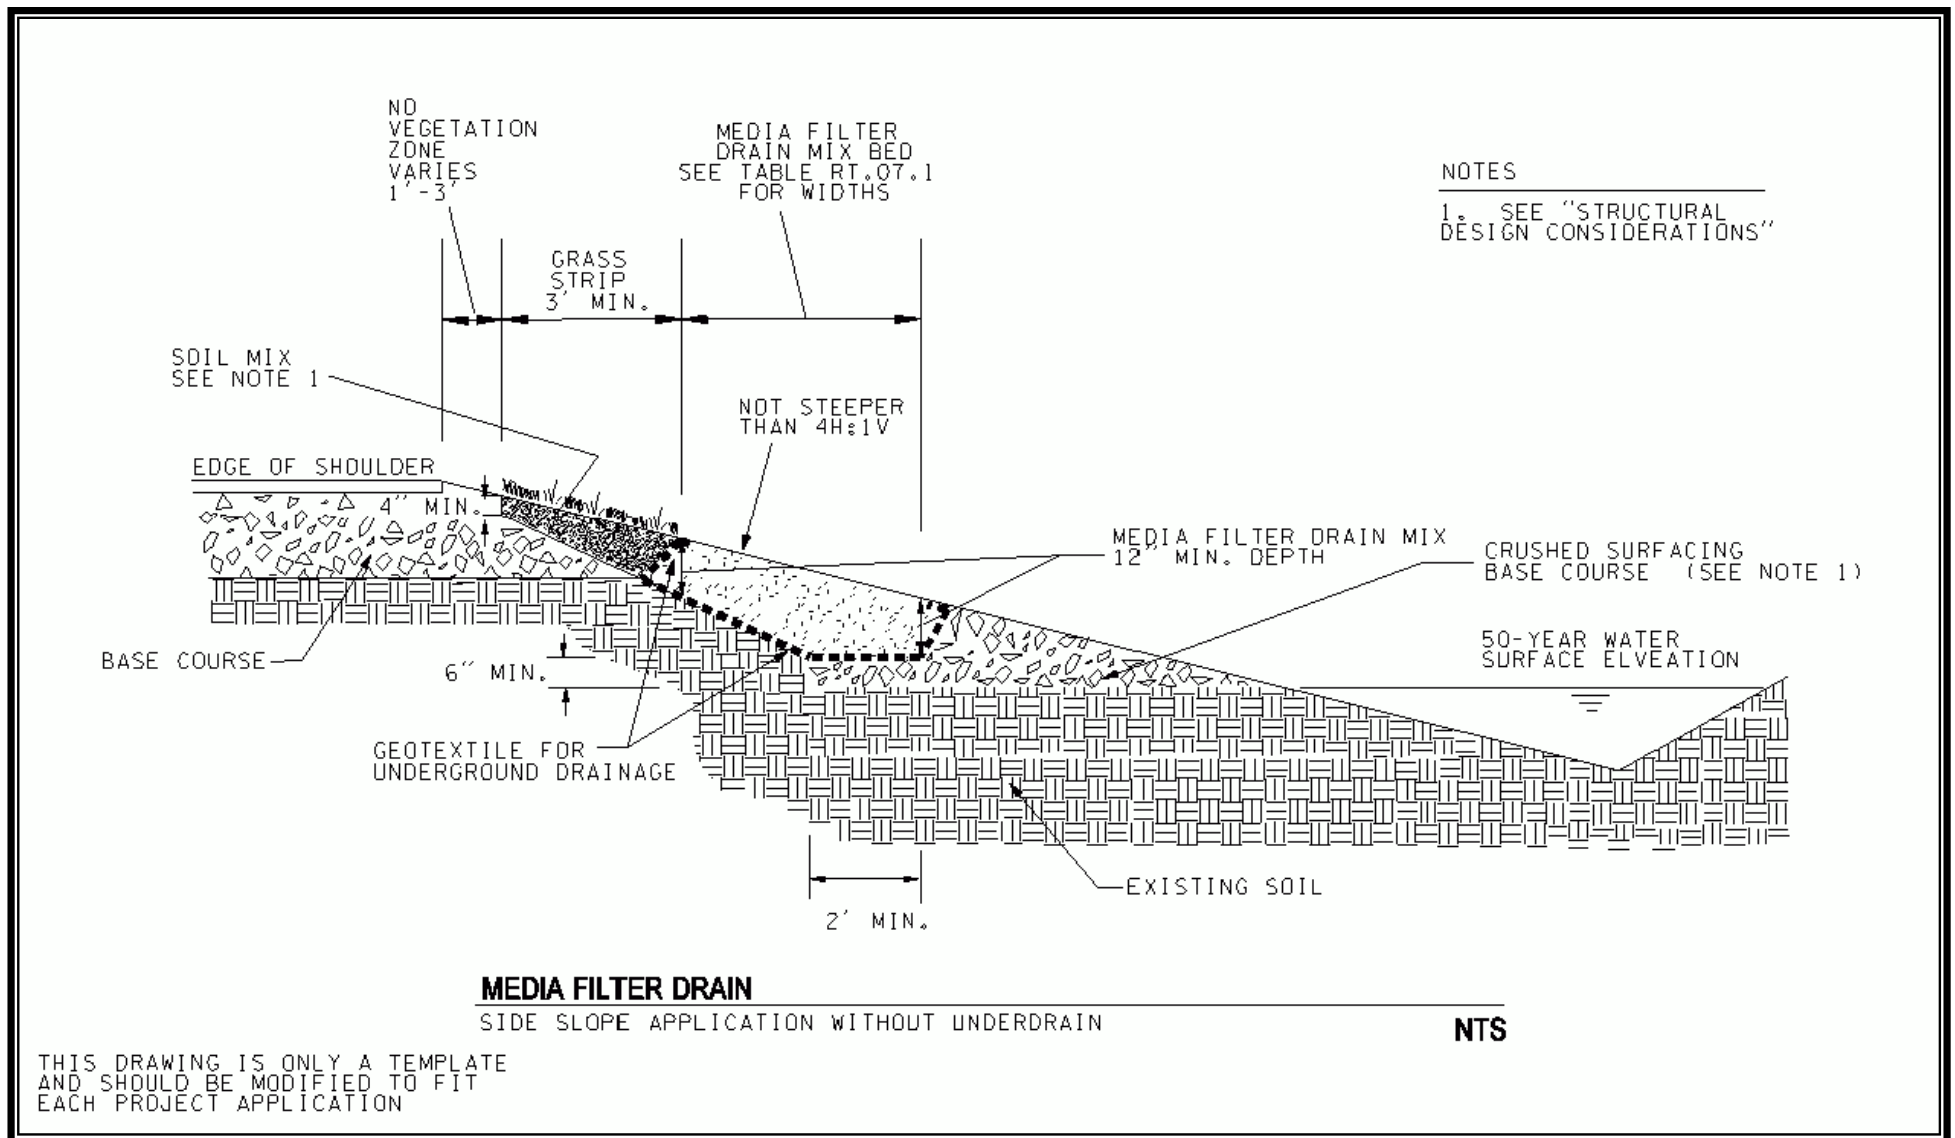 NO
VEGETATION
ZONE
VARIES
1'-3'
MEDIA FILTER
DRAIN MIX BED
SEE TABLE RT.07.1
FOR WIDTHS
NOTES
1. SEE "STRUCTURAL
DESIGN CONSIDERATIONS"
GRASS
STRIP
3' MIN.
SOIL MIX
SEE NOTE 1
NOT STEEPER
THAN 4H:1V
EDGE OF SHOULDER
4" MIN.
MEDIA FILTER DRAIN MIX
12" MIN. DEPTH
CRUSHED SURFACING
BASE COURSE (SEE NOTE 1)
50-YEAR WATER
SURFACE ELVEATION
BASE COURSE
6" MIN.
GEOTEXTILE FOR
UNDERGROUND DRAINAGE
EXISTING SOIL
2' MIN.
MEDIA FILTER DRAIN
SIDE SLOPE APPLICATION WITHOUT UNDERDRAIN
NTS
THIS DRAWING IS ONLY A TEMPLATE
AND SHOULD BE MODIFIED TO FIT
EACH PROJECT APPLICATION